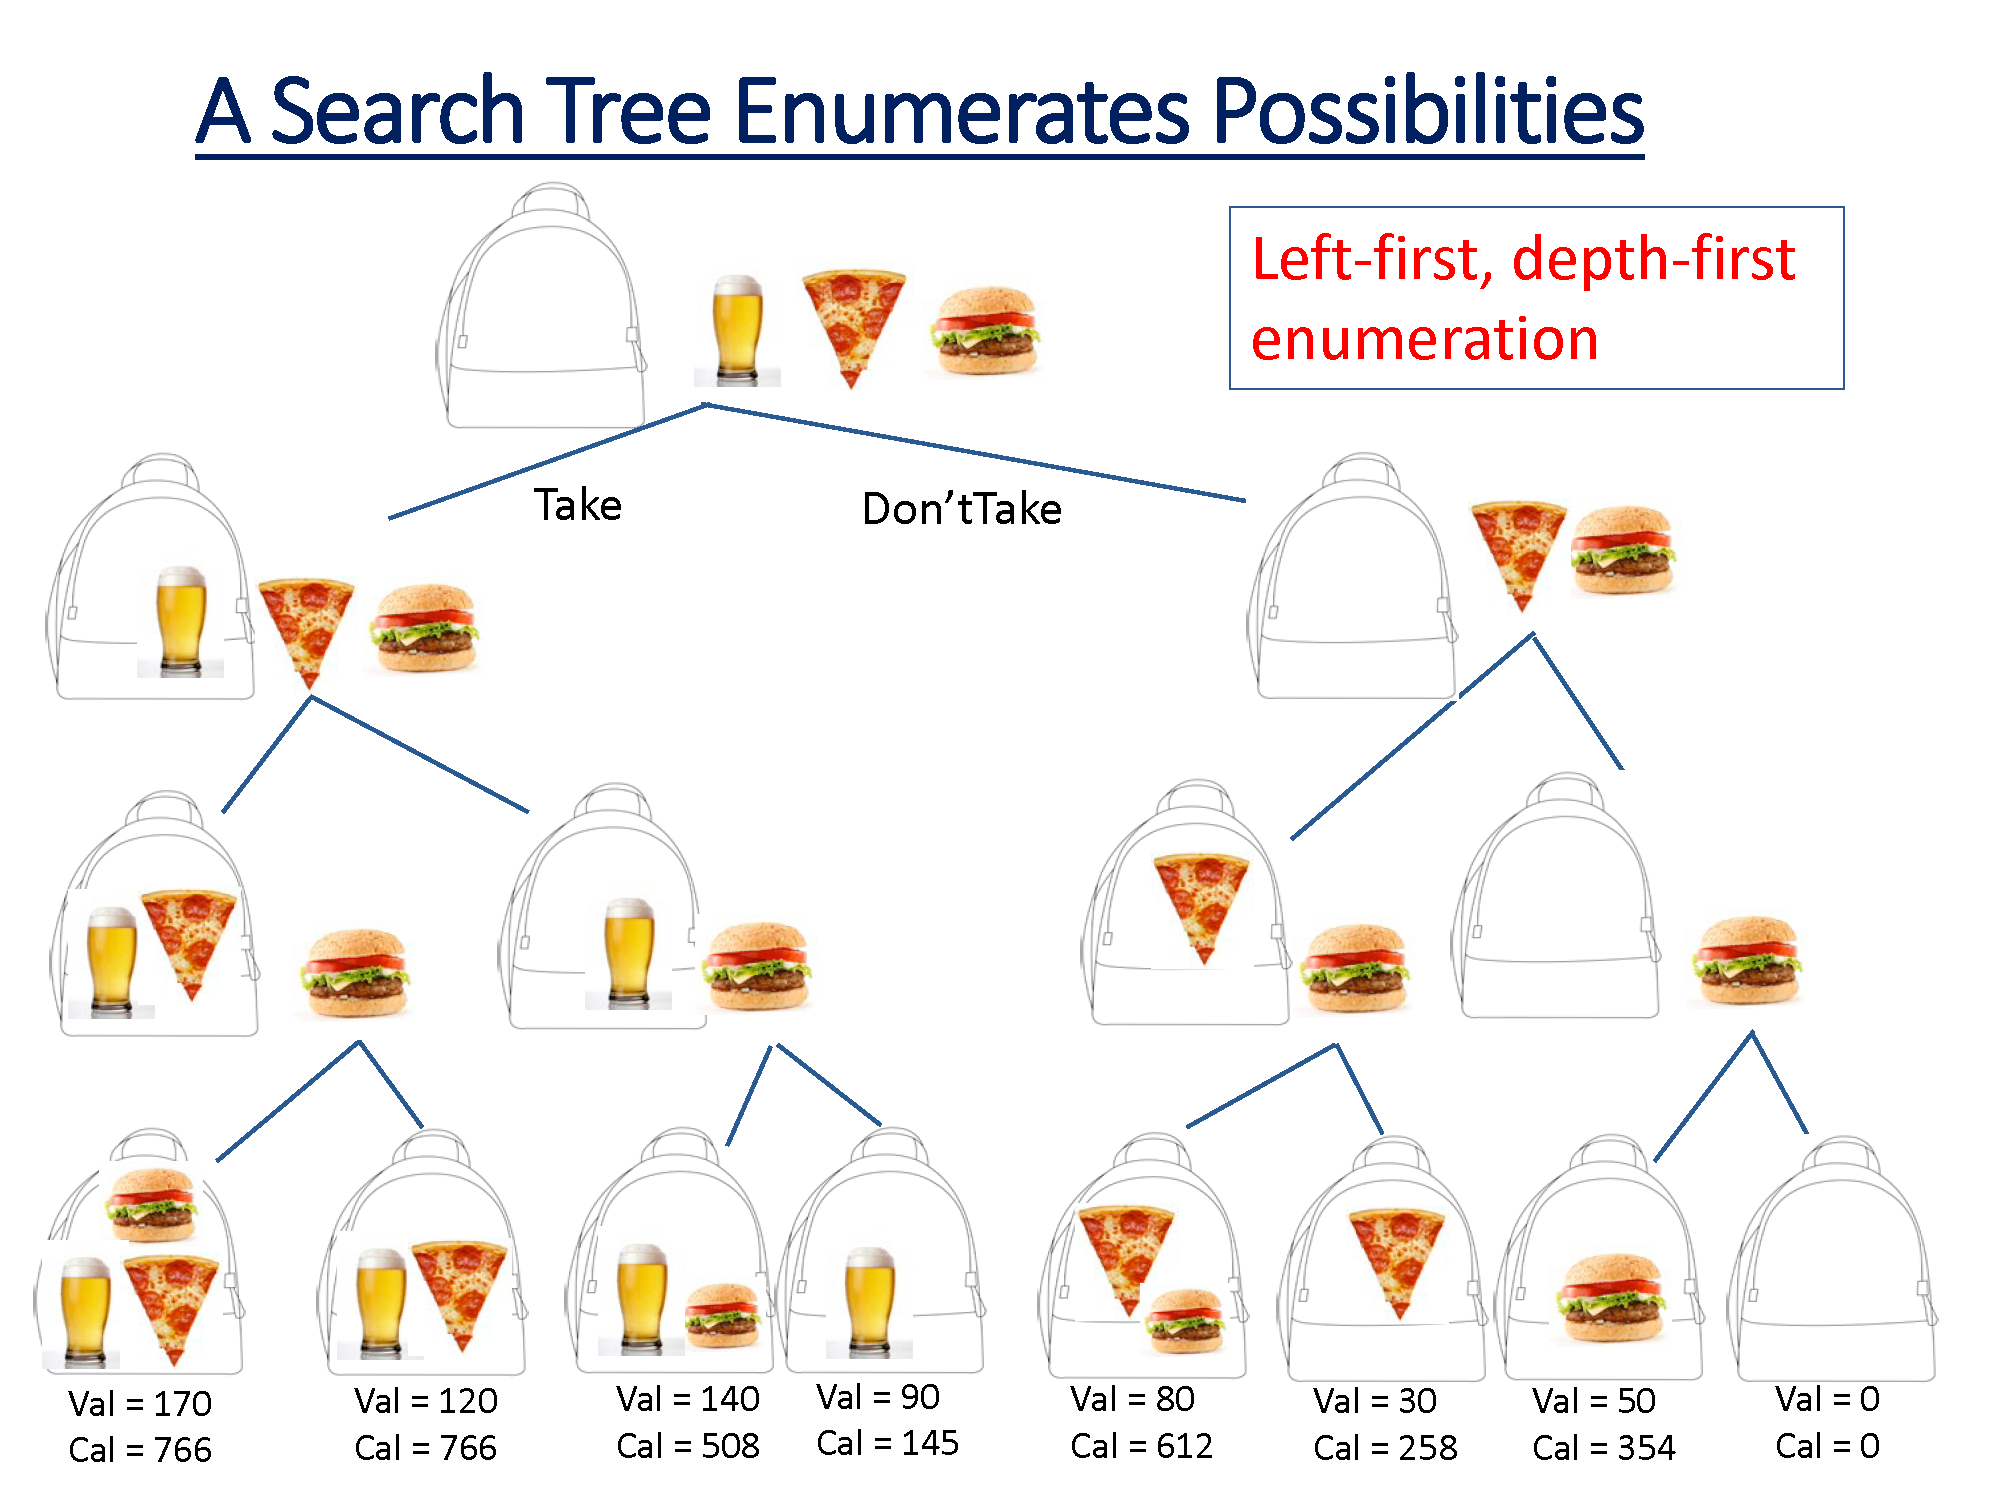 A Search Tree Enumerates Possibilities
Left-first, depth-first
enumeration
Take
Don’tTake
Val = 170
Cal = 766
Val = 120
Cal = 766
Val = 140
Cal = 508
Val = 90
Cal = 145
Val = 80
Cal = 612
Val = 30
Cal = 258
Val = 50
Cal = 354
Val = 0
Cal = 0